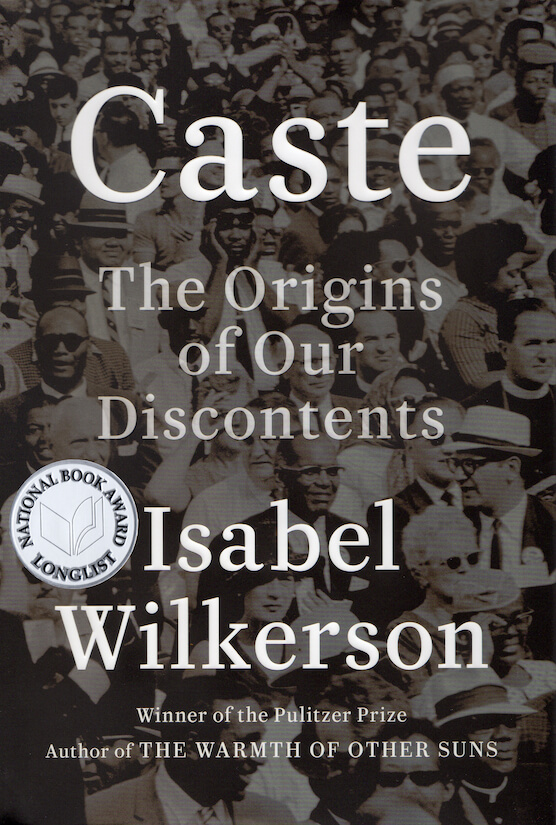 Caste
The Origins
of Our
Discontents
NATIONAL BOOK AWARD
LONGLIST
Isabel
Wilkerson
Winner of the Pulitzer Prize
Author of THE WARMTH OF OTHER SUNS